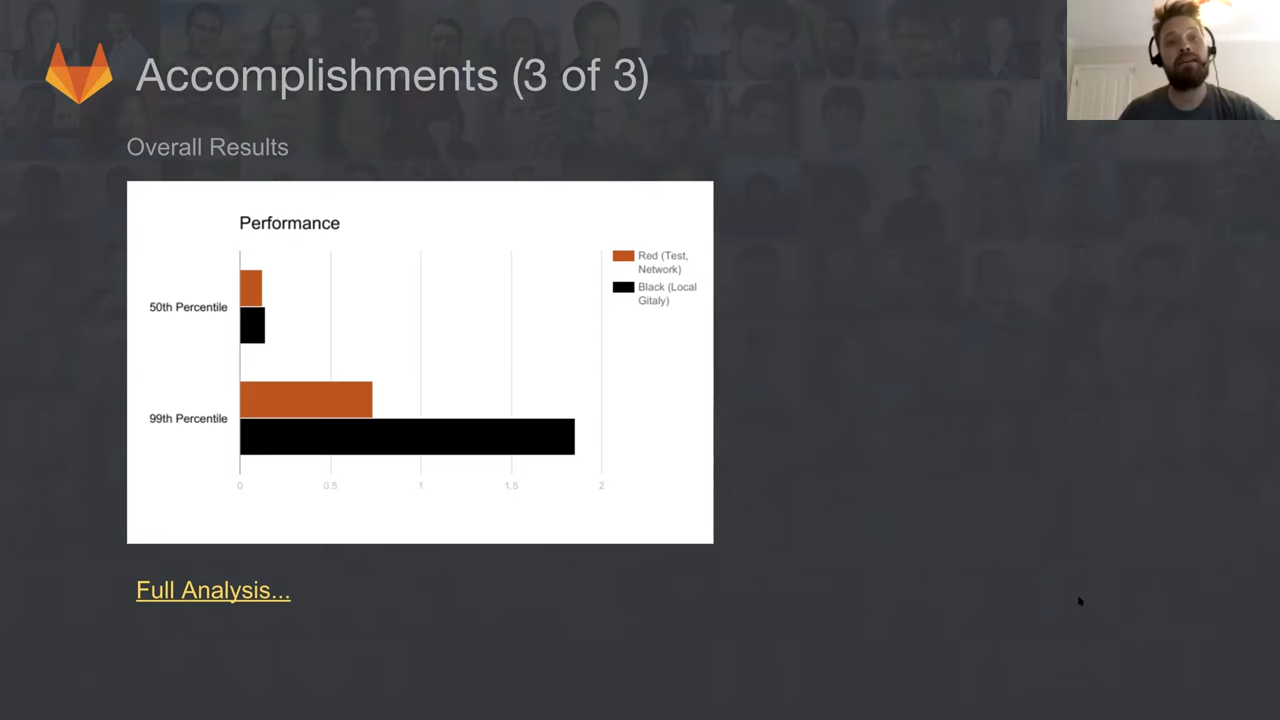 Accomplishments (3 of 3)
Overall Results
Performance
Red (Test,
Network)
Black (Local
Gitaly)
50th Percentile
99th Percentile
0 0.5 1 1.5 2
Full Analysis...